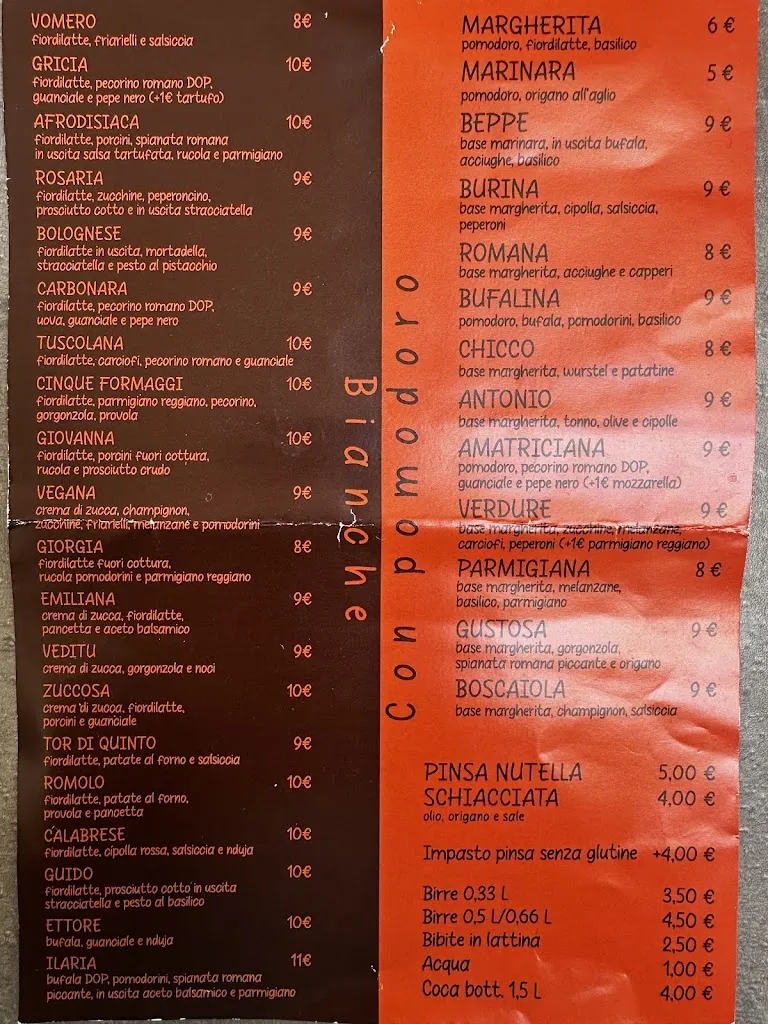 VOMERO 8€
fiordilatte, friarielli e salsiccia
GRICIA 10€
fiordilatte, pecorino romano DOP,
guanciale e pepe nero (+1€ tartufo)
AFRODISIACA 10€
fiordilatte, porcini, spianata romana
in uscita salsa tartufata, rucola e parmigiano
ROSARIA 9€
fiordilatte, zucchine, peperoncino,
prosciutto cotto e in uscita stracciatella
BOLOGNESE 9€
fiordilatte in uscita, mortadella,
stracciatella e pesto al pistacchio
CARBONARA 9€
fiordilatte, pecorino romano DOP,
uova, guanciale e pepe nero
TUSCOLANA 10€
fiordilatte, carciofi, pecorino romano e guanciale
CINQUE FORMAGGI 10€
fiordilatte, parmigiano reggiano, pecorino,
gorgonzola, provola
GIOVANNA 10€
fiordilatte, porcini fuori cottura,
rucola e prosciutto crudo
VEGANA 9€
crema di zucca, champignon,
zucchine, friarielli, melanzane e pomodorini
GIORGIA 8€
fiordilatte fuori cottura,
rucola pomodorini e parmigiano reggiano
EMILIANA 9€
crema di zucca, fiordilatte,
pancetta e aceto balsamico
VEDITU 9€
crema di zucca, gorgonzola e noci
ZUCCOSA 10€
crema di zucca, fiordilatte,
porcini e guanciale
TOR DI QUINTO 9€
fiordilatte, patate al forno e salsiccia
ROMOLO 10€
fiordilatte, patate al forno,
provola e pancetta
CALABRESE 10€
fiordilatte, cipolla rossa, salsiccia e nduja
GUIDO 10€
fiordilatte, prosciutto cotto in uscita
stracciatella e pesto al basilico
ETTORE 10€
bufala, guanciale e nduja
ILARIA 11€
bufala DOP, pomodorini, spianata romana
piccante, in uscita aceto balsamico e parmigiano
Bianche
Con pomodoro
MARGHERITA 6 €
pomodoro, fiordilatte, basilico
MARINARA 5 €
pomodoro, origano all'aglio
BEPPE 9 €
base marinara, in uscita bufala,
acciughe, basilico
BURINA 9 €
base margherita, cipolla, salsiccia,
peperoni
ROMANA 8 €
base margherita, acciughe e capperi
BUFALINA 9 €
pomodoro, bufala, pomodorini, basilico
CHICCO 8 €
base margherita, wurstel e patatine
ANTONIO 9 €
base margherita, tonno, olive e cipolle
AMATRICIANA 9 €
pomodoro, pecorino romano DOP,
guanciale e pepe nero (+1€ mozzarella)
VERDURE 9 €
base margherita, zucchine, melanzane,
carciofi, peperoni (+1€ parmigiano reggiano)
PARMIGIANA 8 €
base margherita, melanzane,
basilico, parmigiano
GUSTOSA 9 €
base margherita, gorgonzola,
spianata romana piccante e origano
BOSCAIOLA 9 €
base margherita, champignon, salsiccia
PINSA NUTELLA 5,00 €
SCHIACCIATA 4,00 €
olio, origano e sale
Impasto pinsa senza glutine +4,00 €
Birre 0,33 L 3,50 €
Birre 0,5 L/0,66 L 4,50 €
Bibite in lattina 2,50 €
Acqua 1,00 €
Coca bott. 1,5 L 4,00 €